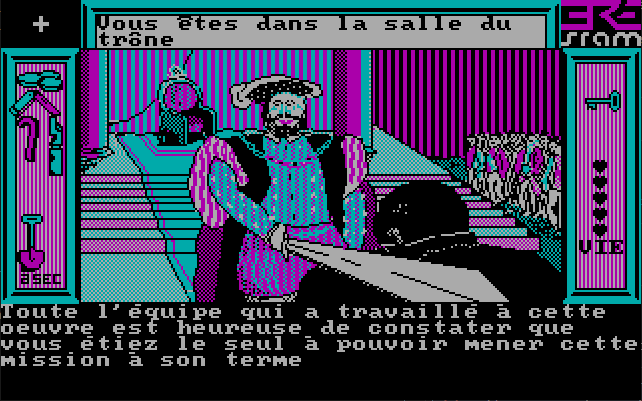 Vous êtes dans la salle du
trône
ERE
sram
VIE
Toute l'équipe qui a travaillé à cette
oeuvre est heureuse de constater que
vous étiez le seul à pouvoir mener cette
mission à son terme